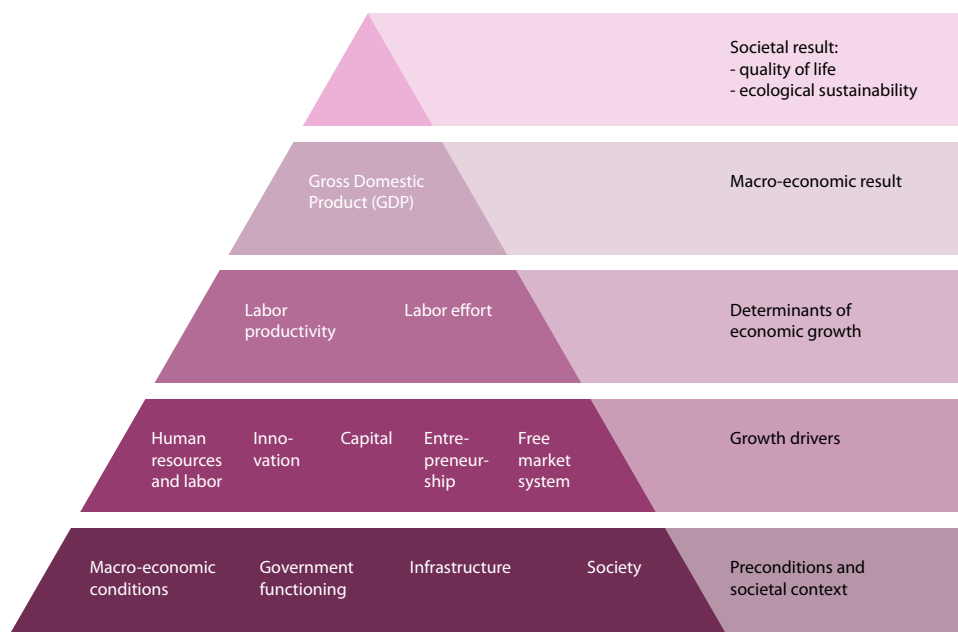 Societal result:
- quality of life
- ecological sustainability
Gross Domestic
Product (GDP)
Macro-economic result
Labor
productivity
Labor effort
Determinants of
economic growth
Human
resources
and labor
Inno-
vation
Capital
Entre-
preneur-
ship
Free
market
system
Growth drivers
Macro-economic
conditions
Government
functioning
Infrastructure
Society
Preconditions and
societal context